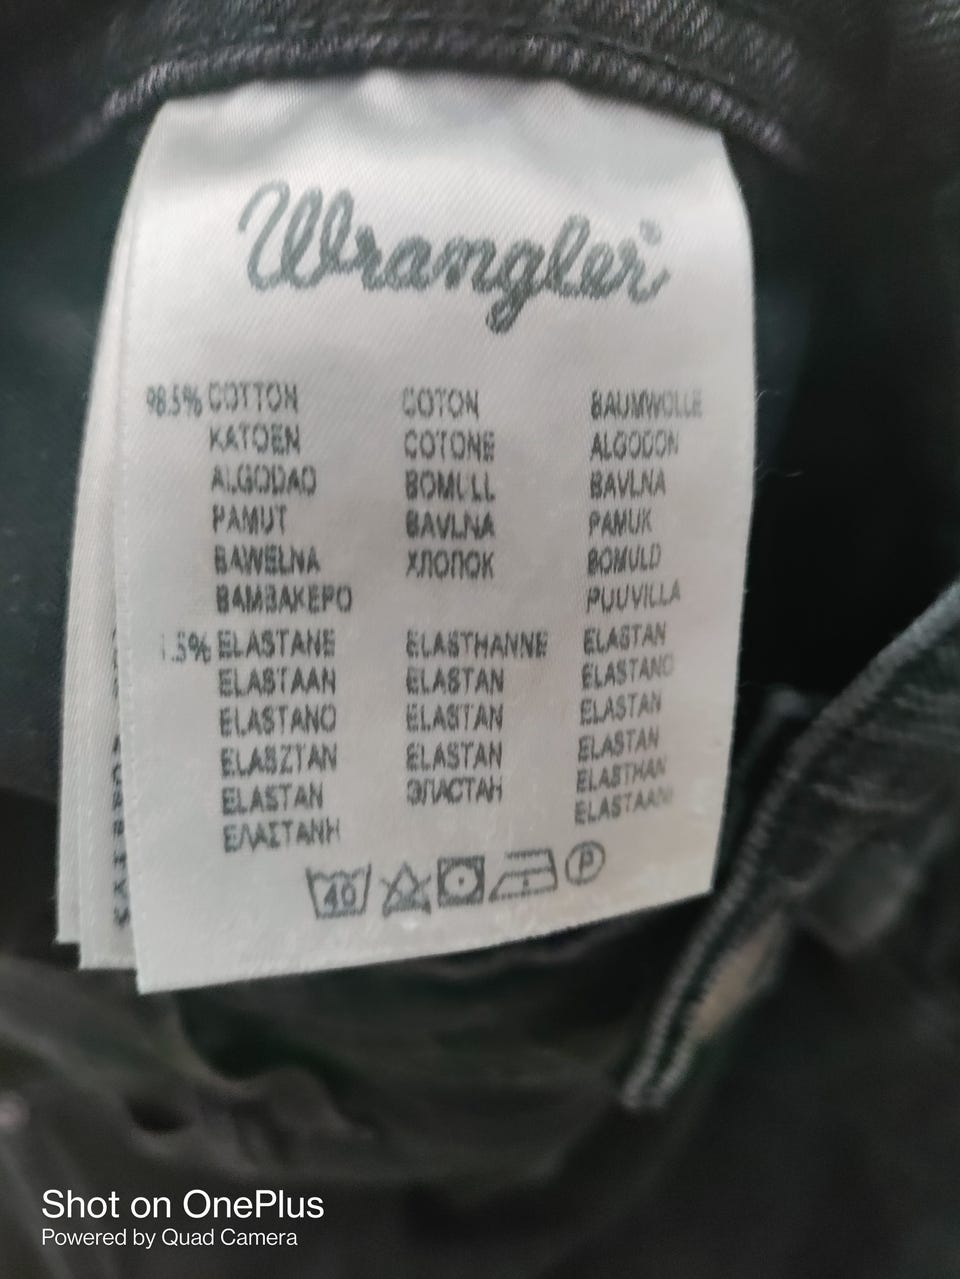 Wrangler®
98.5% COTTON COTON BAUMWOLLE
KATOEN COTONE ALGODON
ALGODAO BOMULL BAVLNA
PAMUT BAVLNA PAMUK
BAWELNA ХЛОПОК BOMULD
BAMBAKEPO PUUVILLA
1.5% ELASTANE ELASTHANNE ELASTAN
ELASTAAN ELASTAN ELASTANO
ELASTANO ELASTAN ELASTAN
ELASZTAN ELASTAN ELASTAN
ELASTAN ЭЛАСТАН ELASTHAN
ΕΛΑΣΤΑΝΗ ELASTAANI
40 P
Shot on OnePlus
Powered by Quad Camera